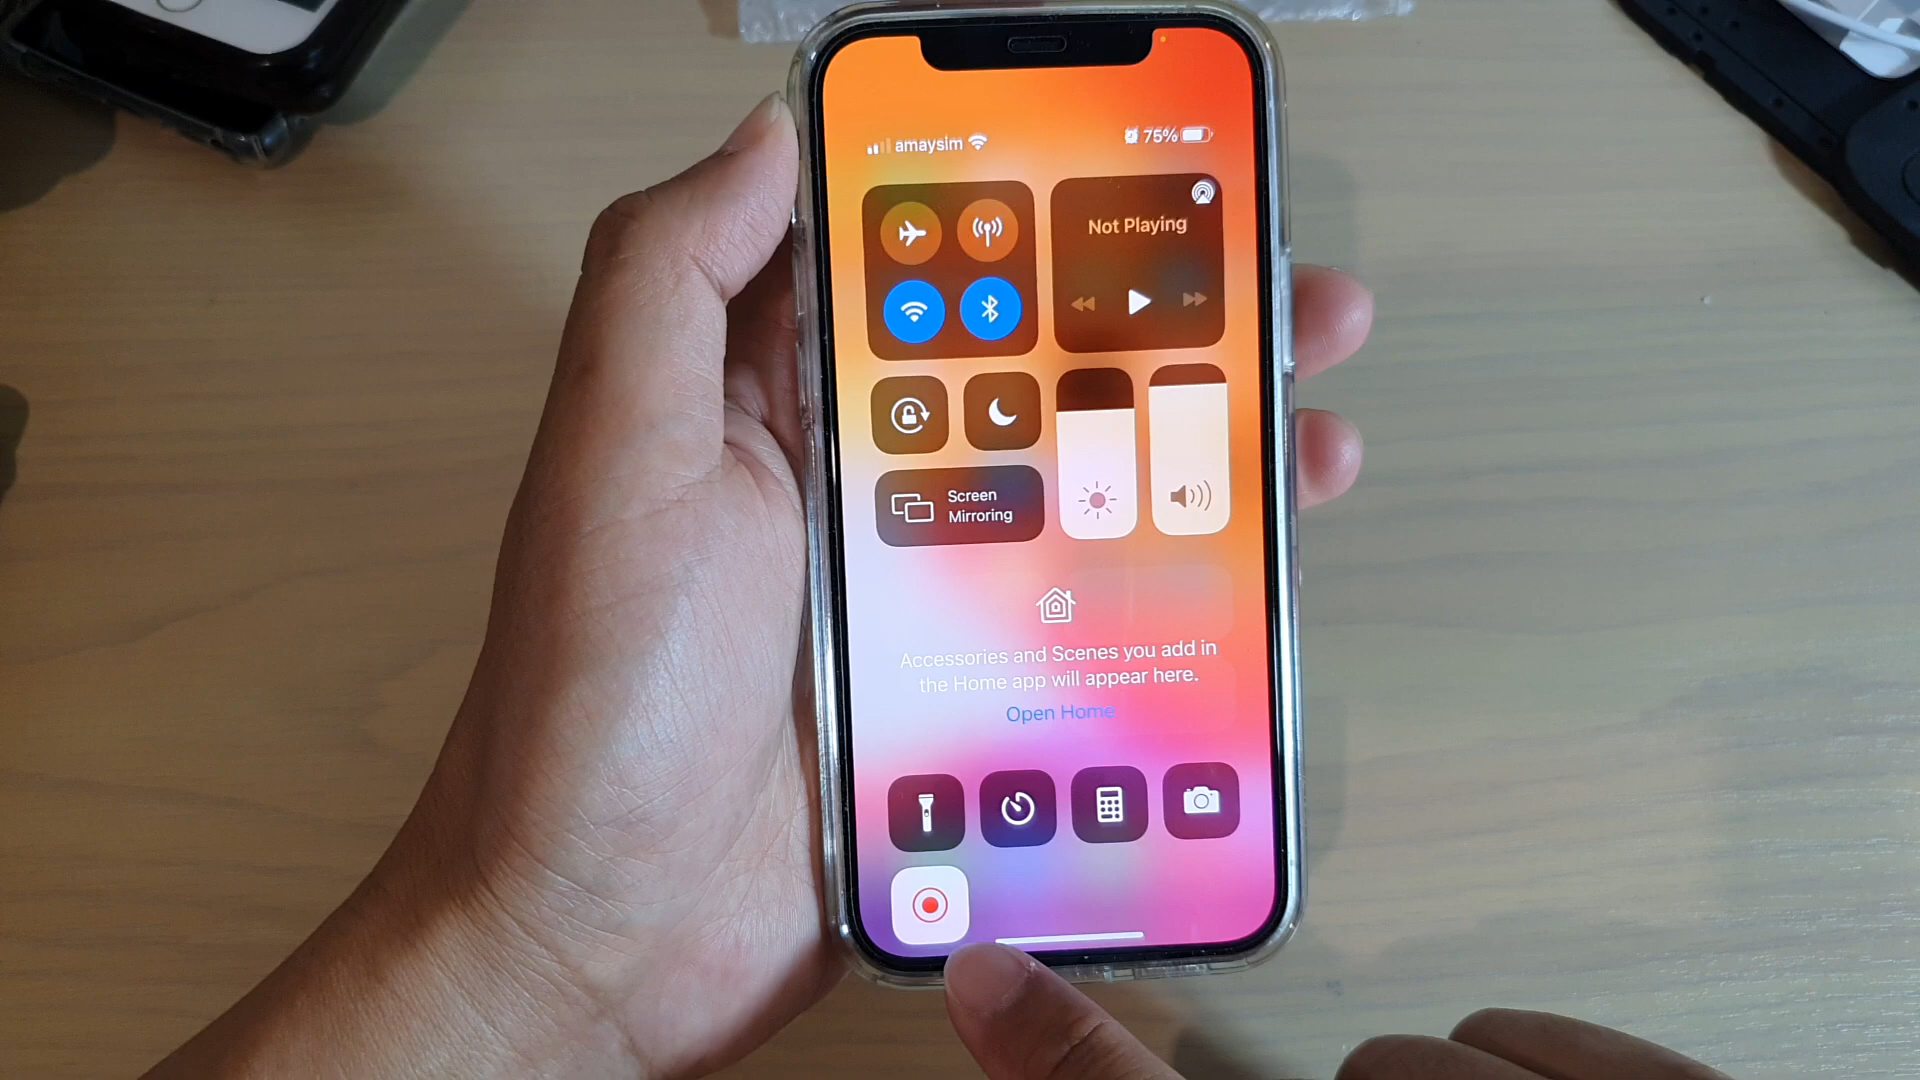 amaysim
75%
Not Playing
Screen
Mirroring
Accessories and Scenes you add in
the Home app will appear here.
Open Home